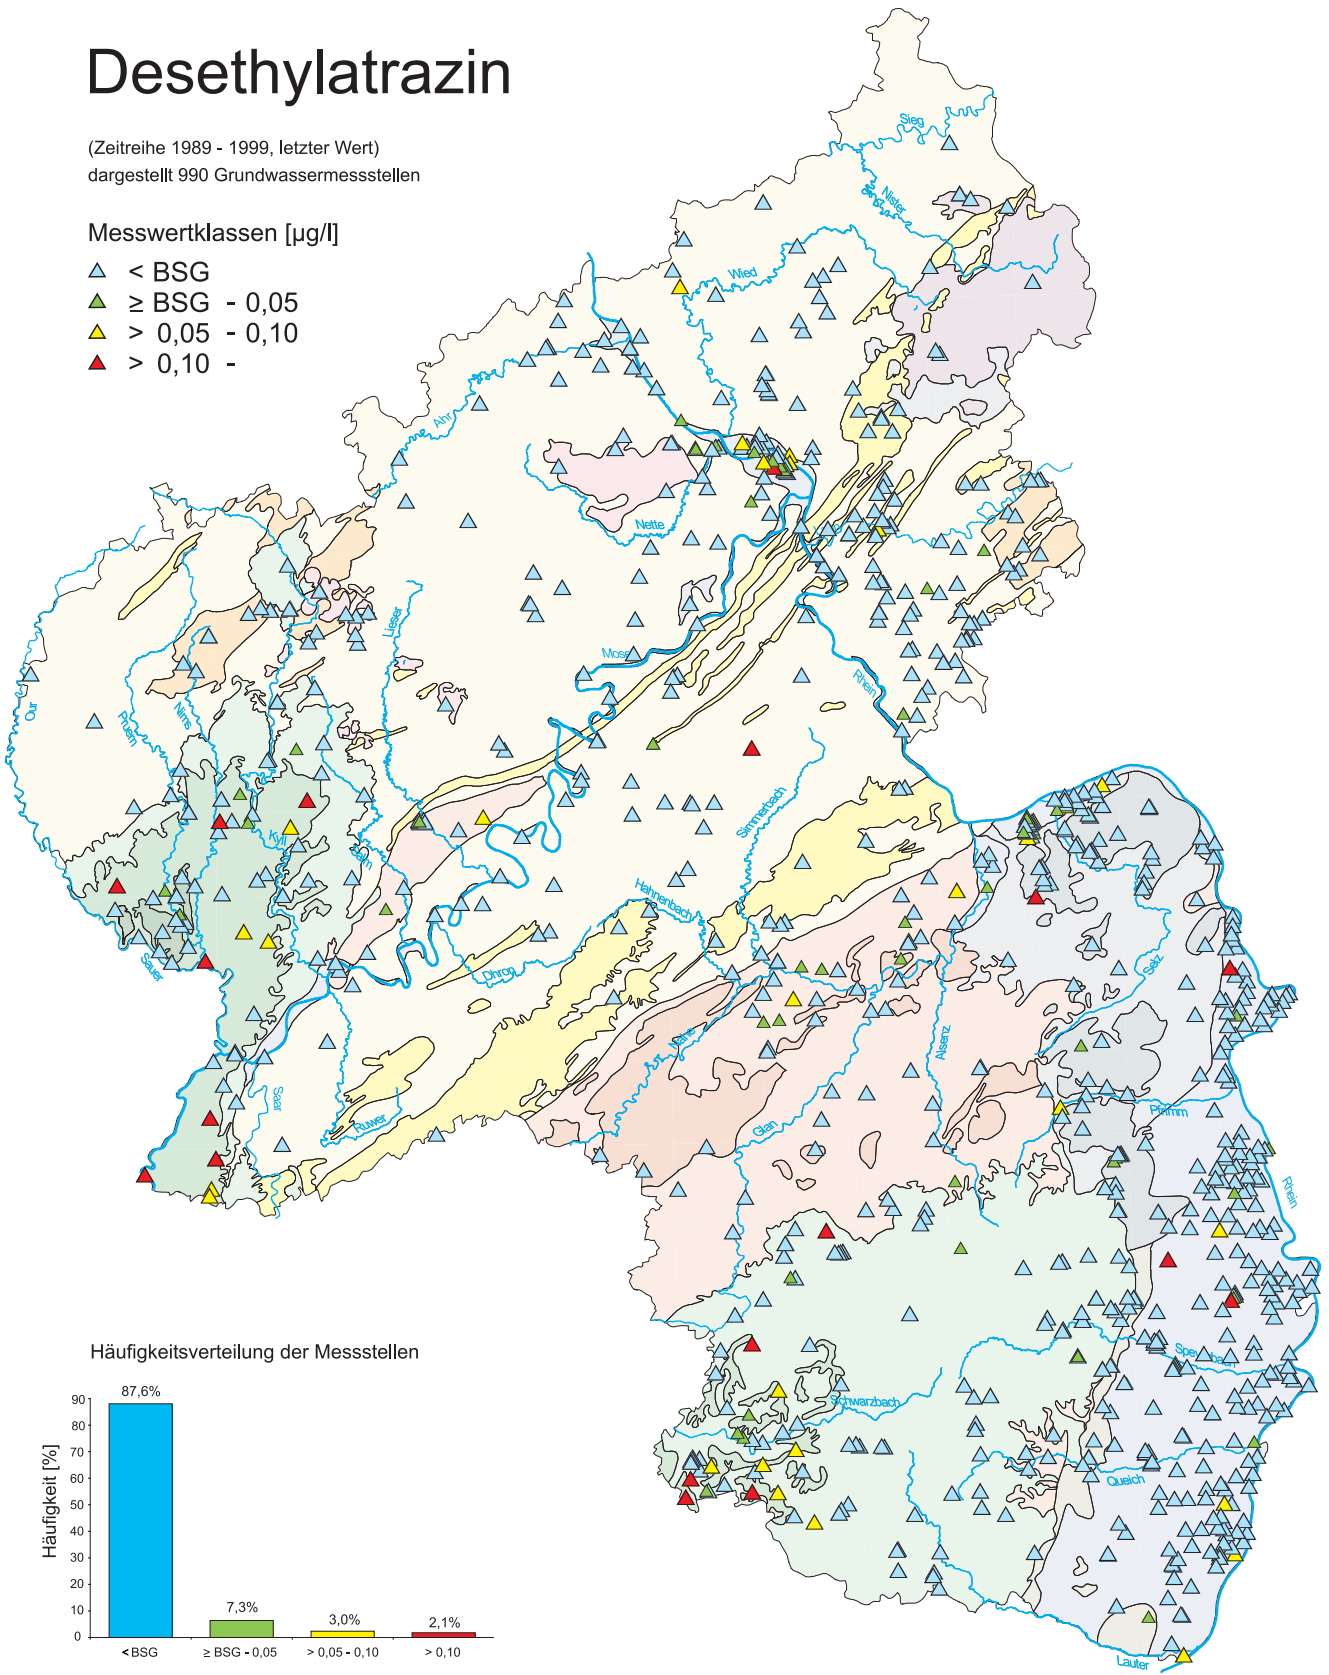 Desethylatrazin
(Zeitreihe 1989 - 1999, letzter Wert)
dargestellt 990 Grundwassermessstellen
Messwertklassen [µg/l]
< BSG
≥ BSG - 0,05
> 0,05 - 0,10
> 0,10 -
Sieg
Nister
Wied
Ahr
Nette
Lieser
Mosel
Rhein
Our
Pruem
Nims
Kyll
Salm
Simmerbach
Hahnenbach
Dhron
Sauer
Selz
Nahe
Alsenz
Saar
Ruwer
Glan
Pfrimm
Rhein
Speyerbach
Schwarzbach
Queich
Lauter
Häufigkeitsverteilung der Messstellen
Häufigkeit [%]
90
80
70
60
50
40
30
20
10
0
87,6%
7,3%
3,0%
2,1%
< BSG
≥ BSG - 0,05
> 0,05 - 0,10
> 0,10